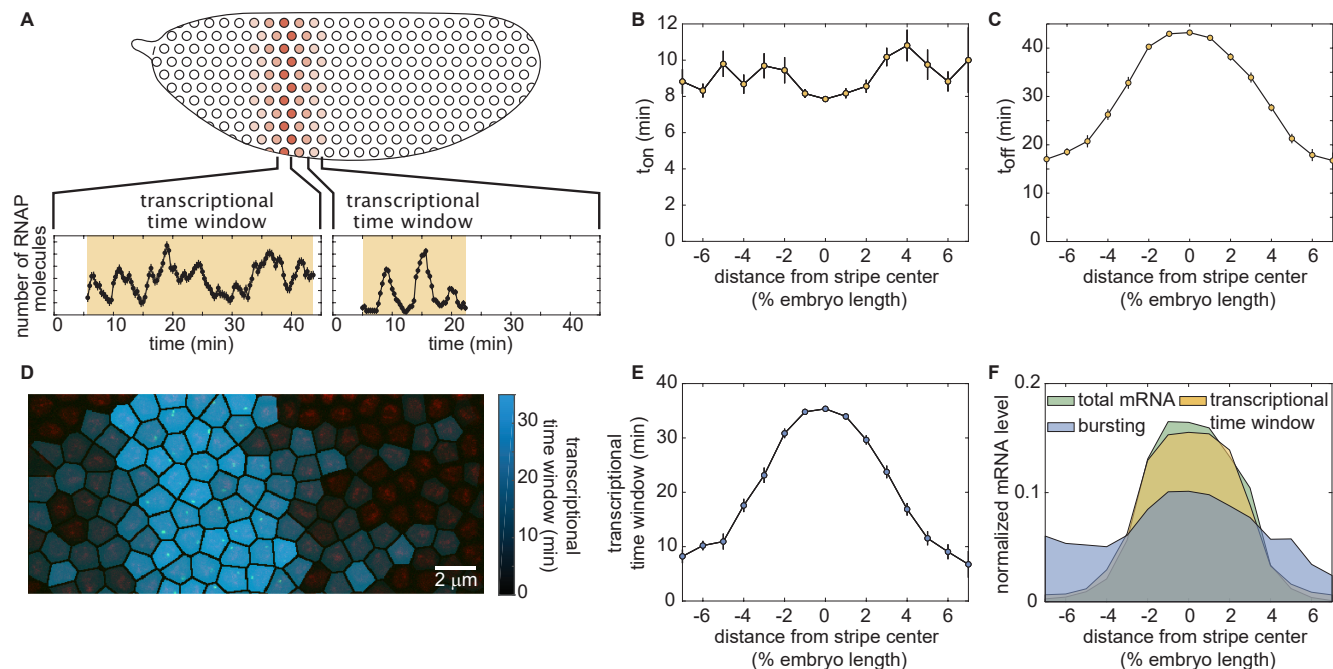 A
transcriptional
time window
transcriptional
time window
number of RNAP
molecules
0 10 20 30 40
time (min)
0 10 20 30 40
time (min)
B
12
10
8
6
4
2
0
t_on (min)
-6 -4 -2 0 2 4 6
distance from stripe center
(% embryo length)
C
40
30
20
10
0
t_off (min)
-6 -4 -2 0 2 4 6
distance from stripe center
(% embryo length)
D
2 μm
30
20
10
0
transcriptional
time window (min)
E
40
30
20
10
0
transcriptional
time window (min)
-6 -4 -2 0 2 4 6
distance from stripe center
(% embryo length)
F
0.2
0.1
0
normalized mRNA level
total mRNA
transcriptional
time window
bursting
-6 -4 -2 0 2 4 6
distance from stripe center
(% embryo length)